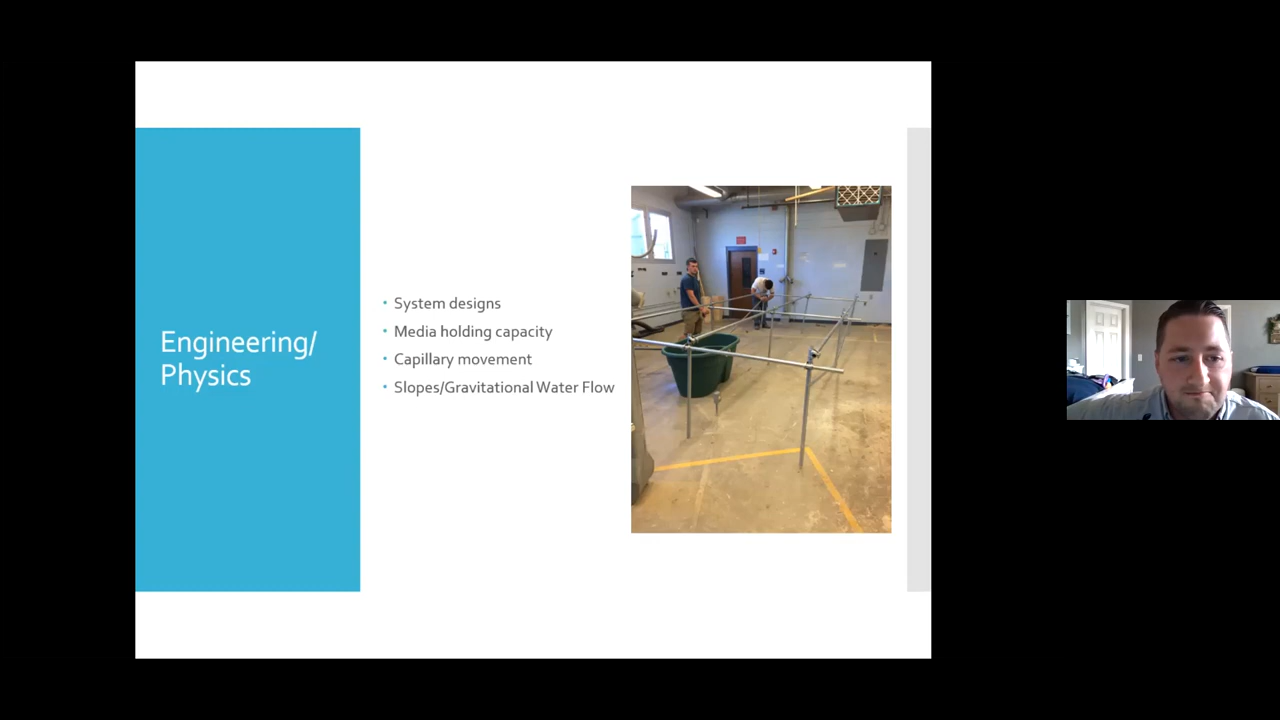 Engineering/
Physics
• System designs
• Media holding capacity
• Capillary movement
• Slopes/Gravitational Water Flow